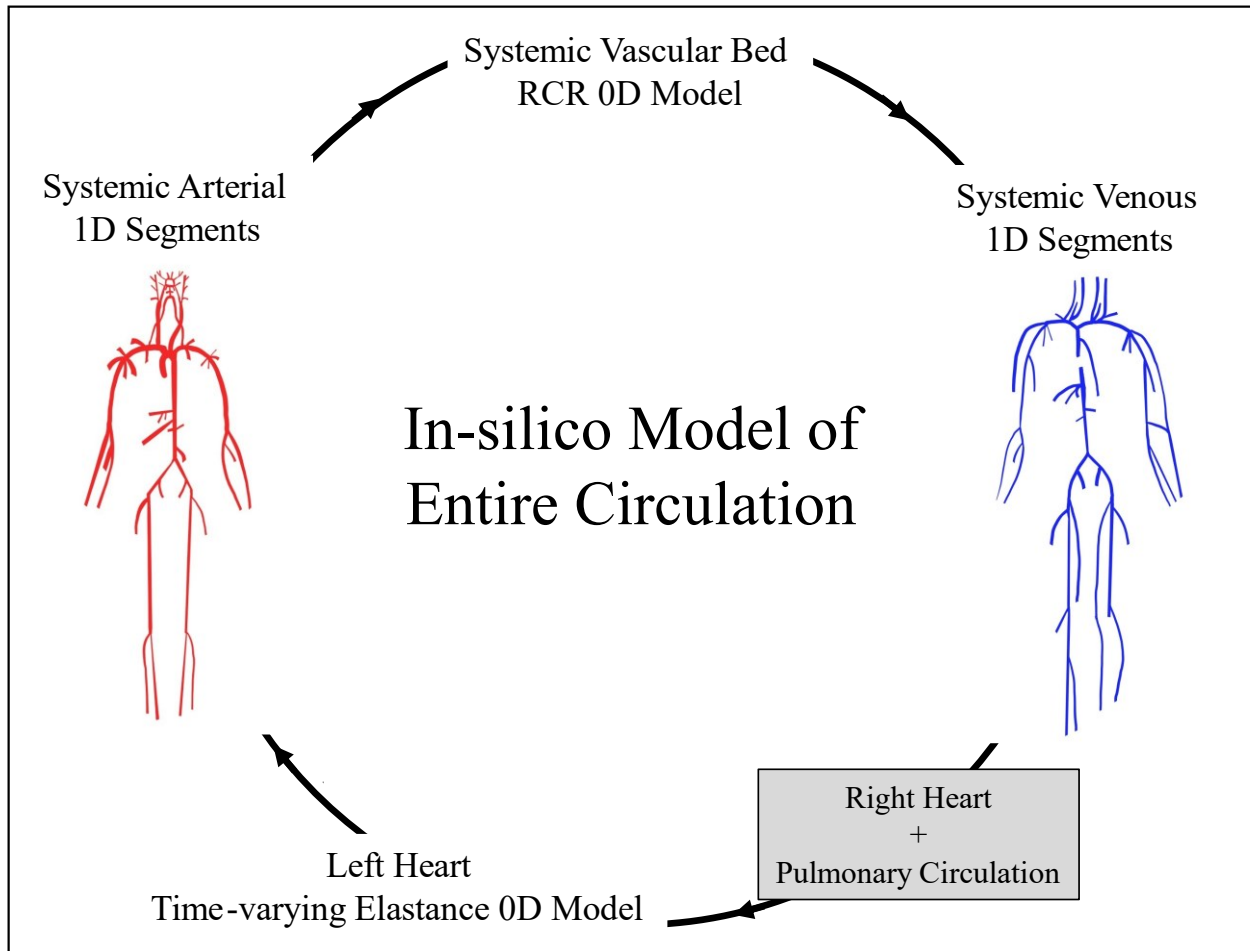 Systemic Vascular Bed
RCR 0D Model
Systemic Arterial
1D Segments
Systemic Venous
1D Segments
In-silico Model of
Entire Circulation
Right Heart
+
Pulmonary Circulation
Left Heart
Time-varying Elastance 0D Model